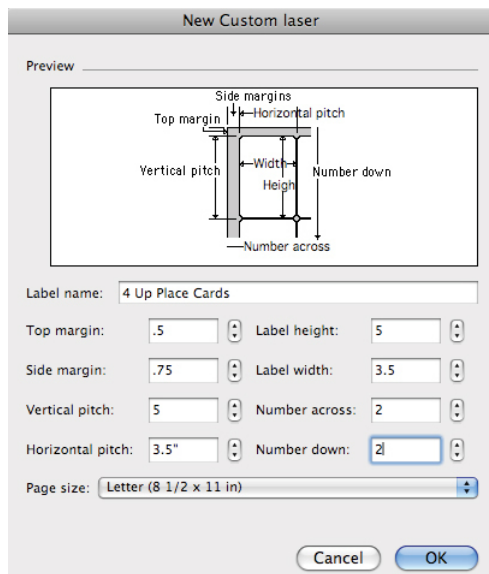 New Custom laser
Preview
Side margins
Horizontal pitch
Top margin
Width
Vertical pitch
Number down
Heigh
Number across
Label name: 4 Up Place Cards
Top margin: .5 Label height: 5
Side margin: .75 Label width: 3.5
Vertical pitch: 5 Number across: 2
Horizontal pitch: 3.5" Number down: 2
Page size: Letter (8 1/2 x 11 in)
Cancel OK